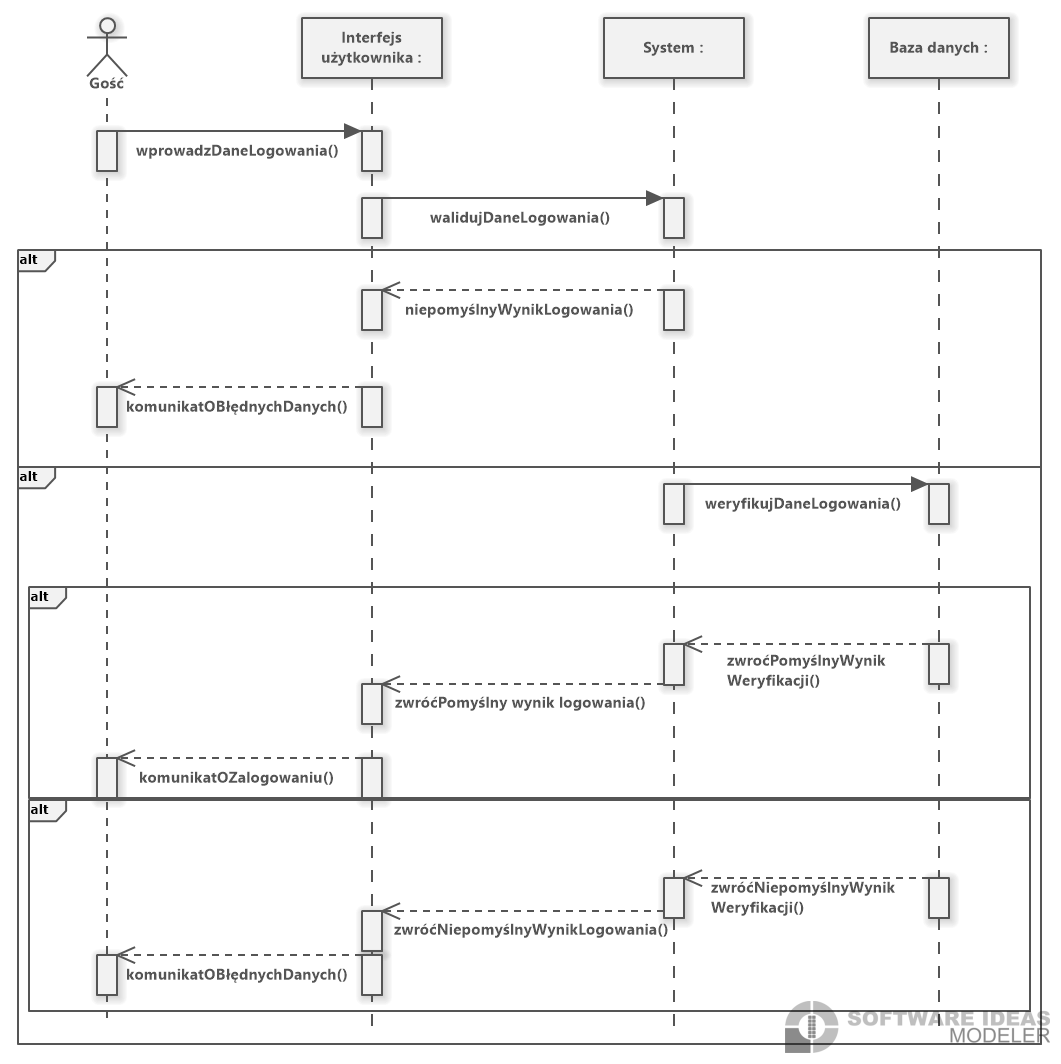 Gość
Interfejs
użytkownika :
System :
Baza danych :
wprowadzDaneLogowania()
walidujDaneLogowania()
alt
niepomyślnyWynikLogowania()
komunikatOBłędnychDanych()
alt
weryfikujDaneLogowania()
alt
zwroćPomyślnyWynik
Weryfikacji()
zwróćPomyślny wynik logowania()
komunikatOZalogowaniu()
alt
zwróćNiepomyślnyWynik
Weryfikacji()
zwróćNiepomyślnyWynikLogowania()
komunikatOBłędnychDanych()
SOFTWARE IDEAS
MODELER